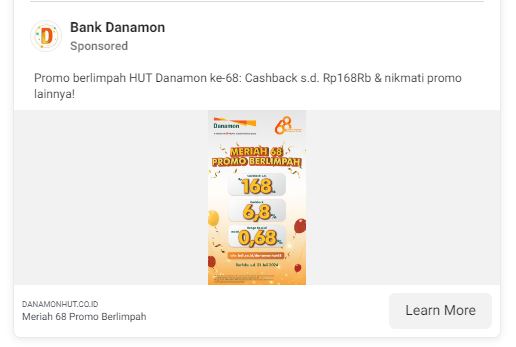 Bank Danamon
Sponsored
Promo berlimpah HUT Danamon ke-68: Cashback s.d. Rp168Rb & nikmati promo
lainnya!
Danamon
68
MERIAH 68
PROMO BERLIMPAH
168
6,8
0,68
DANAMONHUT.CO.ID
Meriah 68 Promo Berlimpah
Learn More